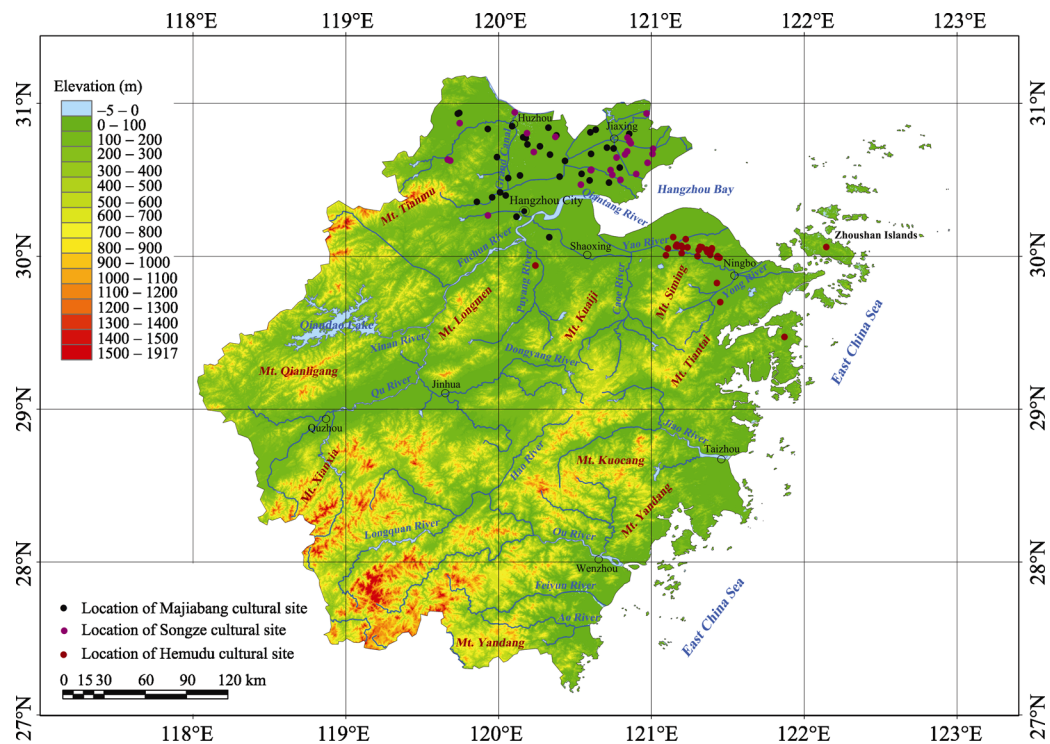 118°E 119°E 120°E 121°E 122°E 123°E
31°N
30°N
29°N
28°N
27°N
31°N
30°N
29°N
28°N
27°N
Elevation (m)
–5 – 0
0 – 100
100 – 200
200 – 300
300 – 400
400 – 500
500 – 600
600 – 700
700 – 800
800 – 900
900 – 1000
1000 – 1100
1100 – 1200
1200 – 1300
1300 – 1400
1400 – 1500
1500 – 1917
Huzhou
Jiaxing
Grand Canal
Mt. Tianmu
Hangzhou City
Qiantang River
Hangzhou Bay
Fuchun River
Shaoxing
Yao River
Ningbo
Zhoushan Islands
Yong River
Puyang River
Mt. Longmen
Mt. Kuaiji
Mt. Siming
Mt. Tiantai
East China Sea
Qiandao Lake
Xinan River
Dongyang River
Mt. Qianligang
Qu River
Jinhua
Quzhou
Mt. Xianxia
Hao River
Jiao River
Taizhou
Mt. Kuocang
Mt. Yandang
Longquan River
Ou River
Wenzhou
Feiyun River
Ao River
Mt. Yandang
East China Sea
Location of Majiabang cultural site
Location of Songze cultural site
Location of Hemudu cultural site
0 15 30 60 90 120 km
118°E 119°E 120°E 121°E 122°E 123°E